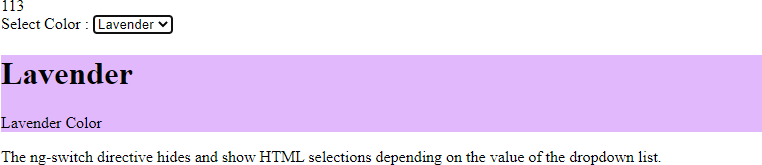 113
Select Color : Lavender
Lavender
Lavender Color
The ng-switch directive hides and show HTML selections depending on the value of the dropdown list.